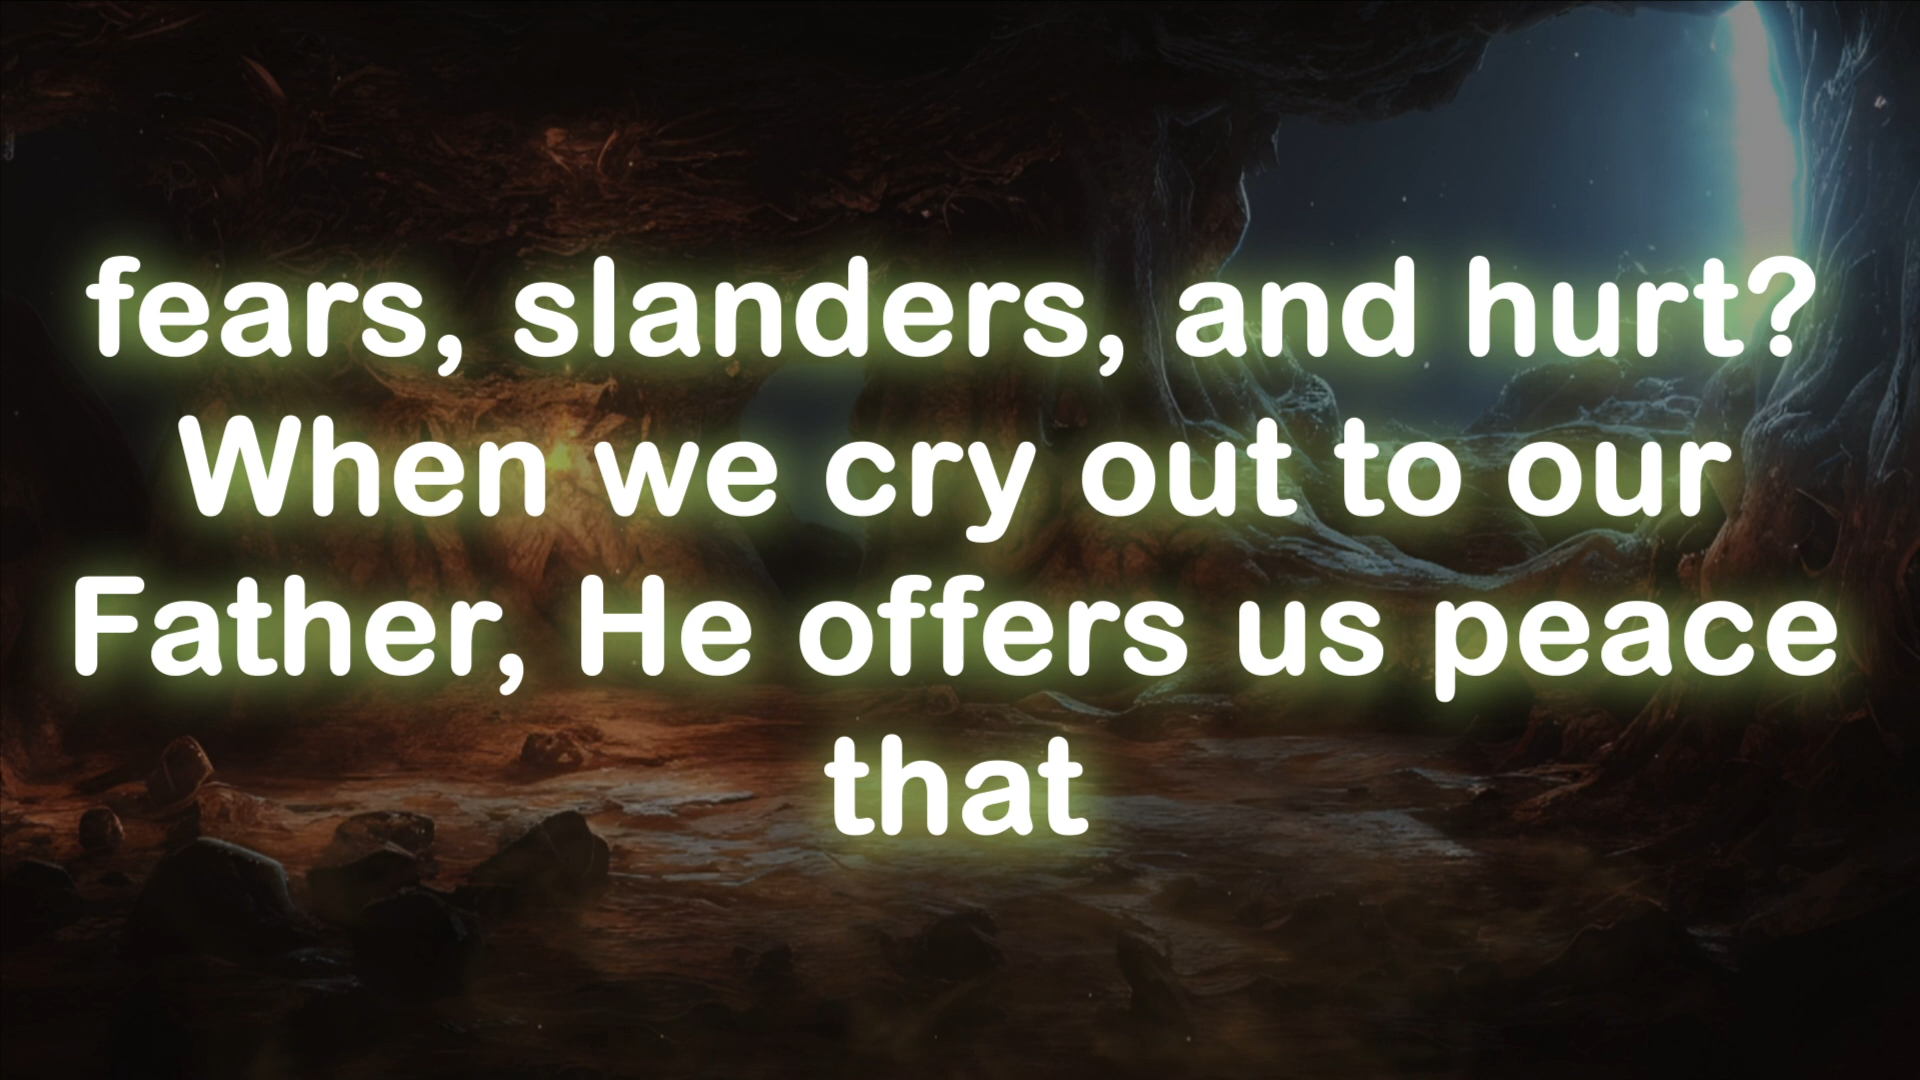 fears, slanders, and hurt?
When we cry out to our
Father, He offers us peace
that